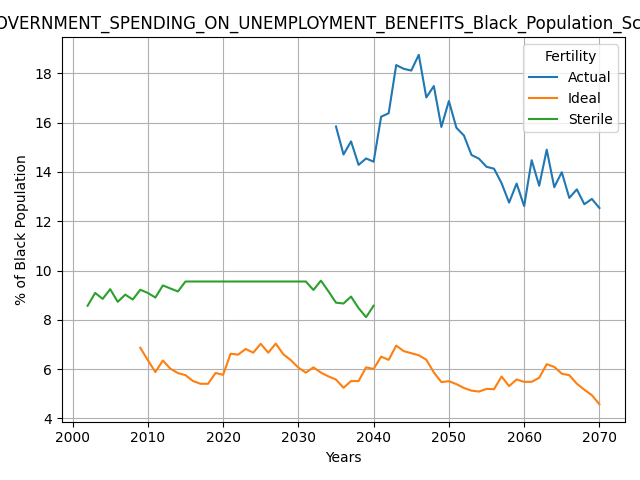 OVERNMENT_SPENDING_ON_UNEMPLOYMENT_BENEFITS_Black_Population_Sc
Fertility
Actual
Ideal
Sterile
% of Black Population
18
16
14
12
10
8
6
4
2000 2010 2020 2030 2040 2050 2060 2070
Years